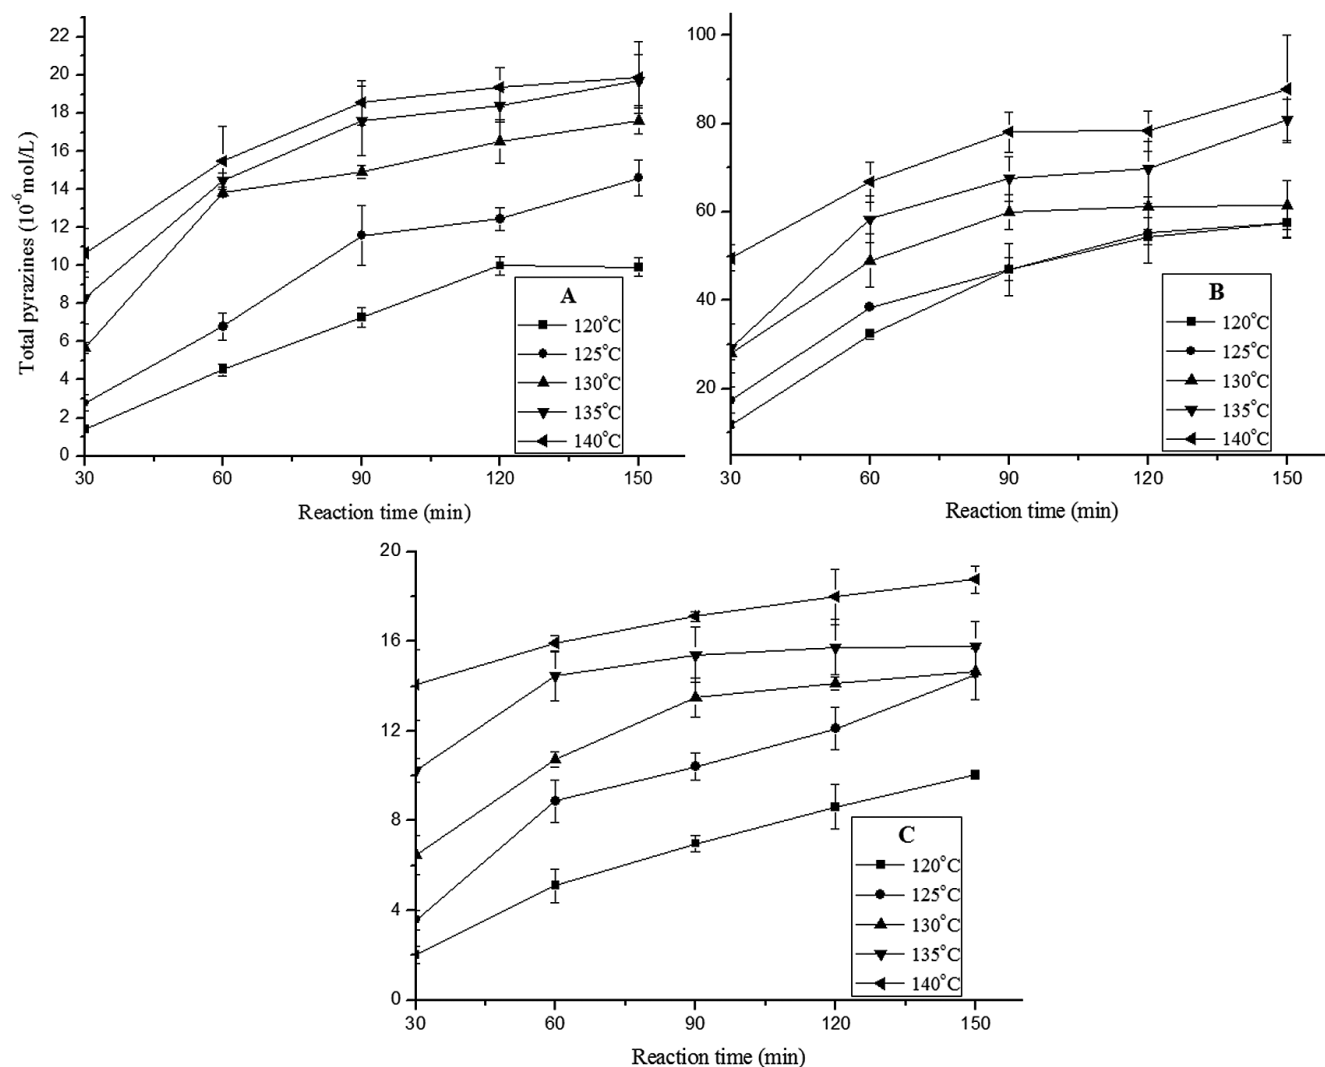 22
20
18
16
14
12
10
8
6
4
2
0
Total pyrazines (10⁻⁶mol/L)
30
60
90
120
150
Reaction time (min)
A
120°C
125°C
130°C
135°C
140°C
100
80
60
40
20
30
60
90
120
150
Reaction time (min)
B
120°C
125°C
130°C
135°C
140°C
20
16
12
8
4
0
30
60
90
120
150
Reaction time (min)
C
120°C
125°C
130°C
135°C
140°C